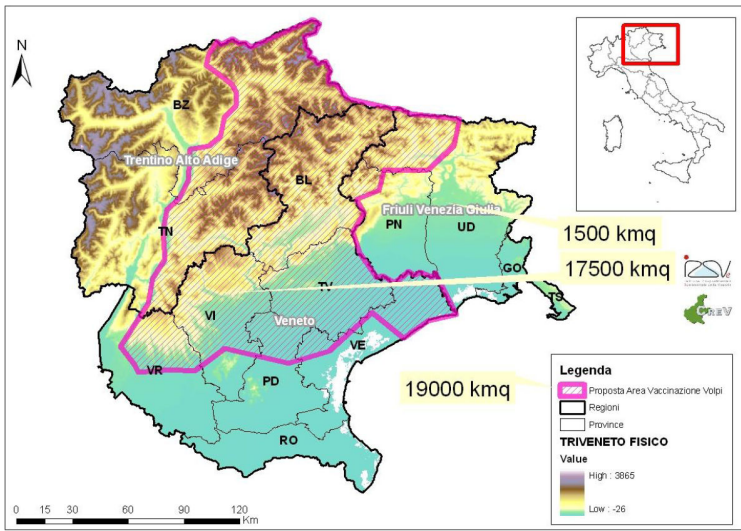 N
BZ
Trentino Alto Adige
BL
TN
Friuli Venezia Giulia
PN
UD
1500 kmq
17500 kmq
GO
TS
TV
VI
Veneto
VE
VR
PD
RO
19000 kmq
CREV
Legenda
Proposta Area Vaccinazione Volpi
Regioni
Province
TRIVENETO FISICO
Value
High : 3865
Low : -26
0 15 30 60 90 120
Km